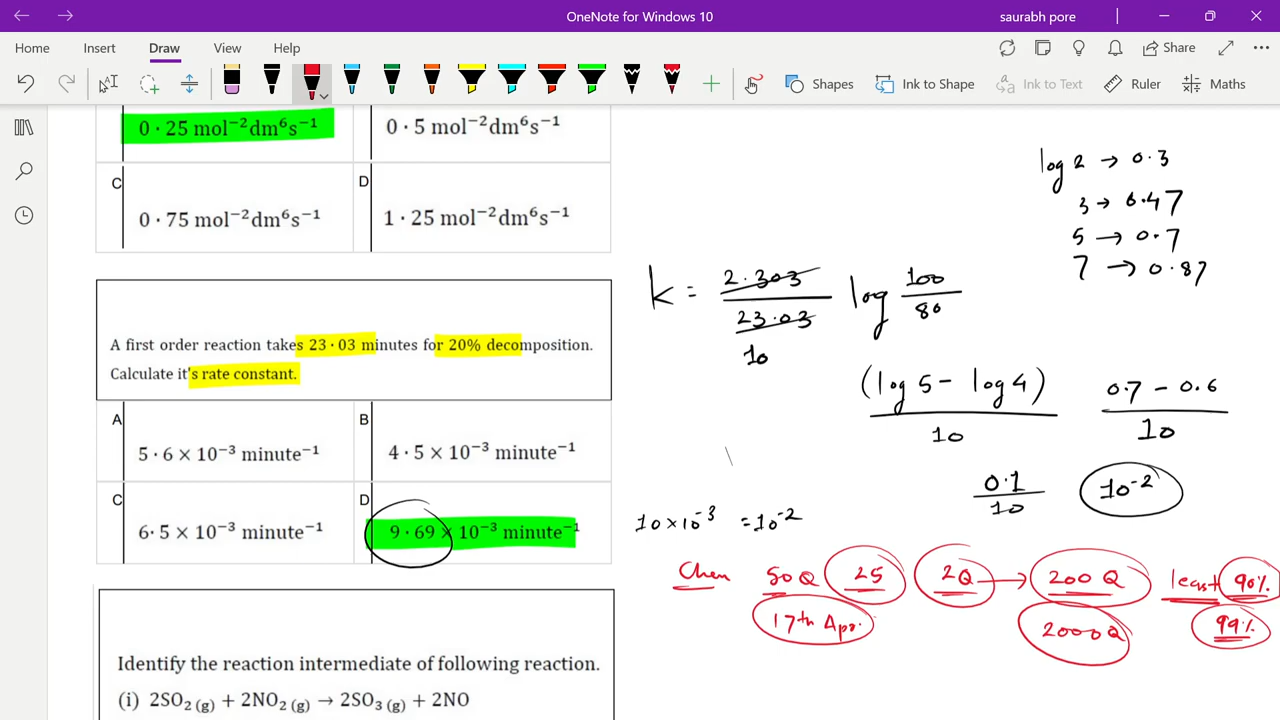 OneNote for Windows 10
saurabh pore
Home Insert Draw View Help
Share
Shapes
Ink to Shape
Ink to Text
Ruler
Maths
0·25 mol⁻²dm⁶s⁻¹
0·5 mol⁻²dm⁶s⁻¹
C
0·75 mol⁻²dm⁶s⁻¹
D
1·25 mol⁻²dm⁶s⁻¹
A first order reaction takes 23·03 minutes for 20% decomposition.
Calculate it's rate constant.
A
5·6 × 10⁻³ minute⁻¹
B
4·5 × 10⁻³ minute⁻¹
C
6·5 × 10⁻³ minute⁻¹
D
9·69 × 10⁻³ minute⁻¹
Identify the reaction intermediate of following reaction.
(i) 2SO₂ (g) + 2NO₂ (g) → 2SO₃ (g) + 2NO
log 2 → 0.3
3 → 0.47
5 → 0.7
7 → 0.87
k = 2.303 / 23.03 log 100 / 80
10
(log 5 - log 4) / 10
0.7 - 0.6 / 10
0.1 / 10
10⁻²
10 × 10⁻³ = 10⁻²
Chem 50Q 25 2Q → 200 Q least 90%
17th Apr. 2000Q 99%